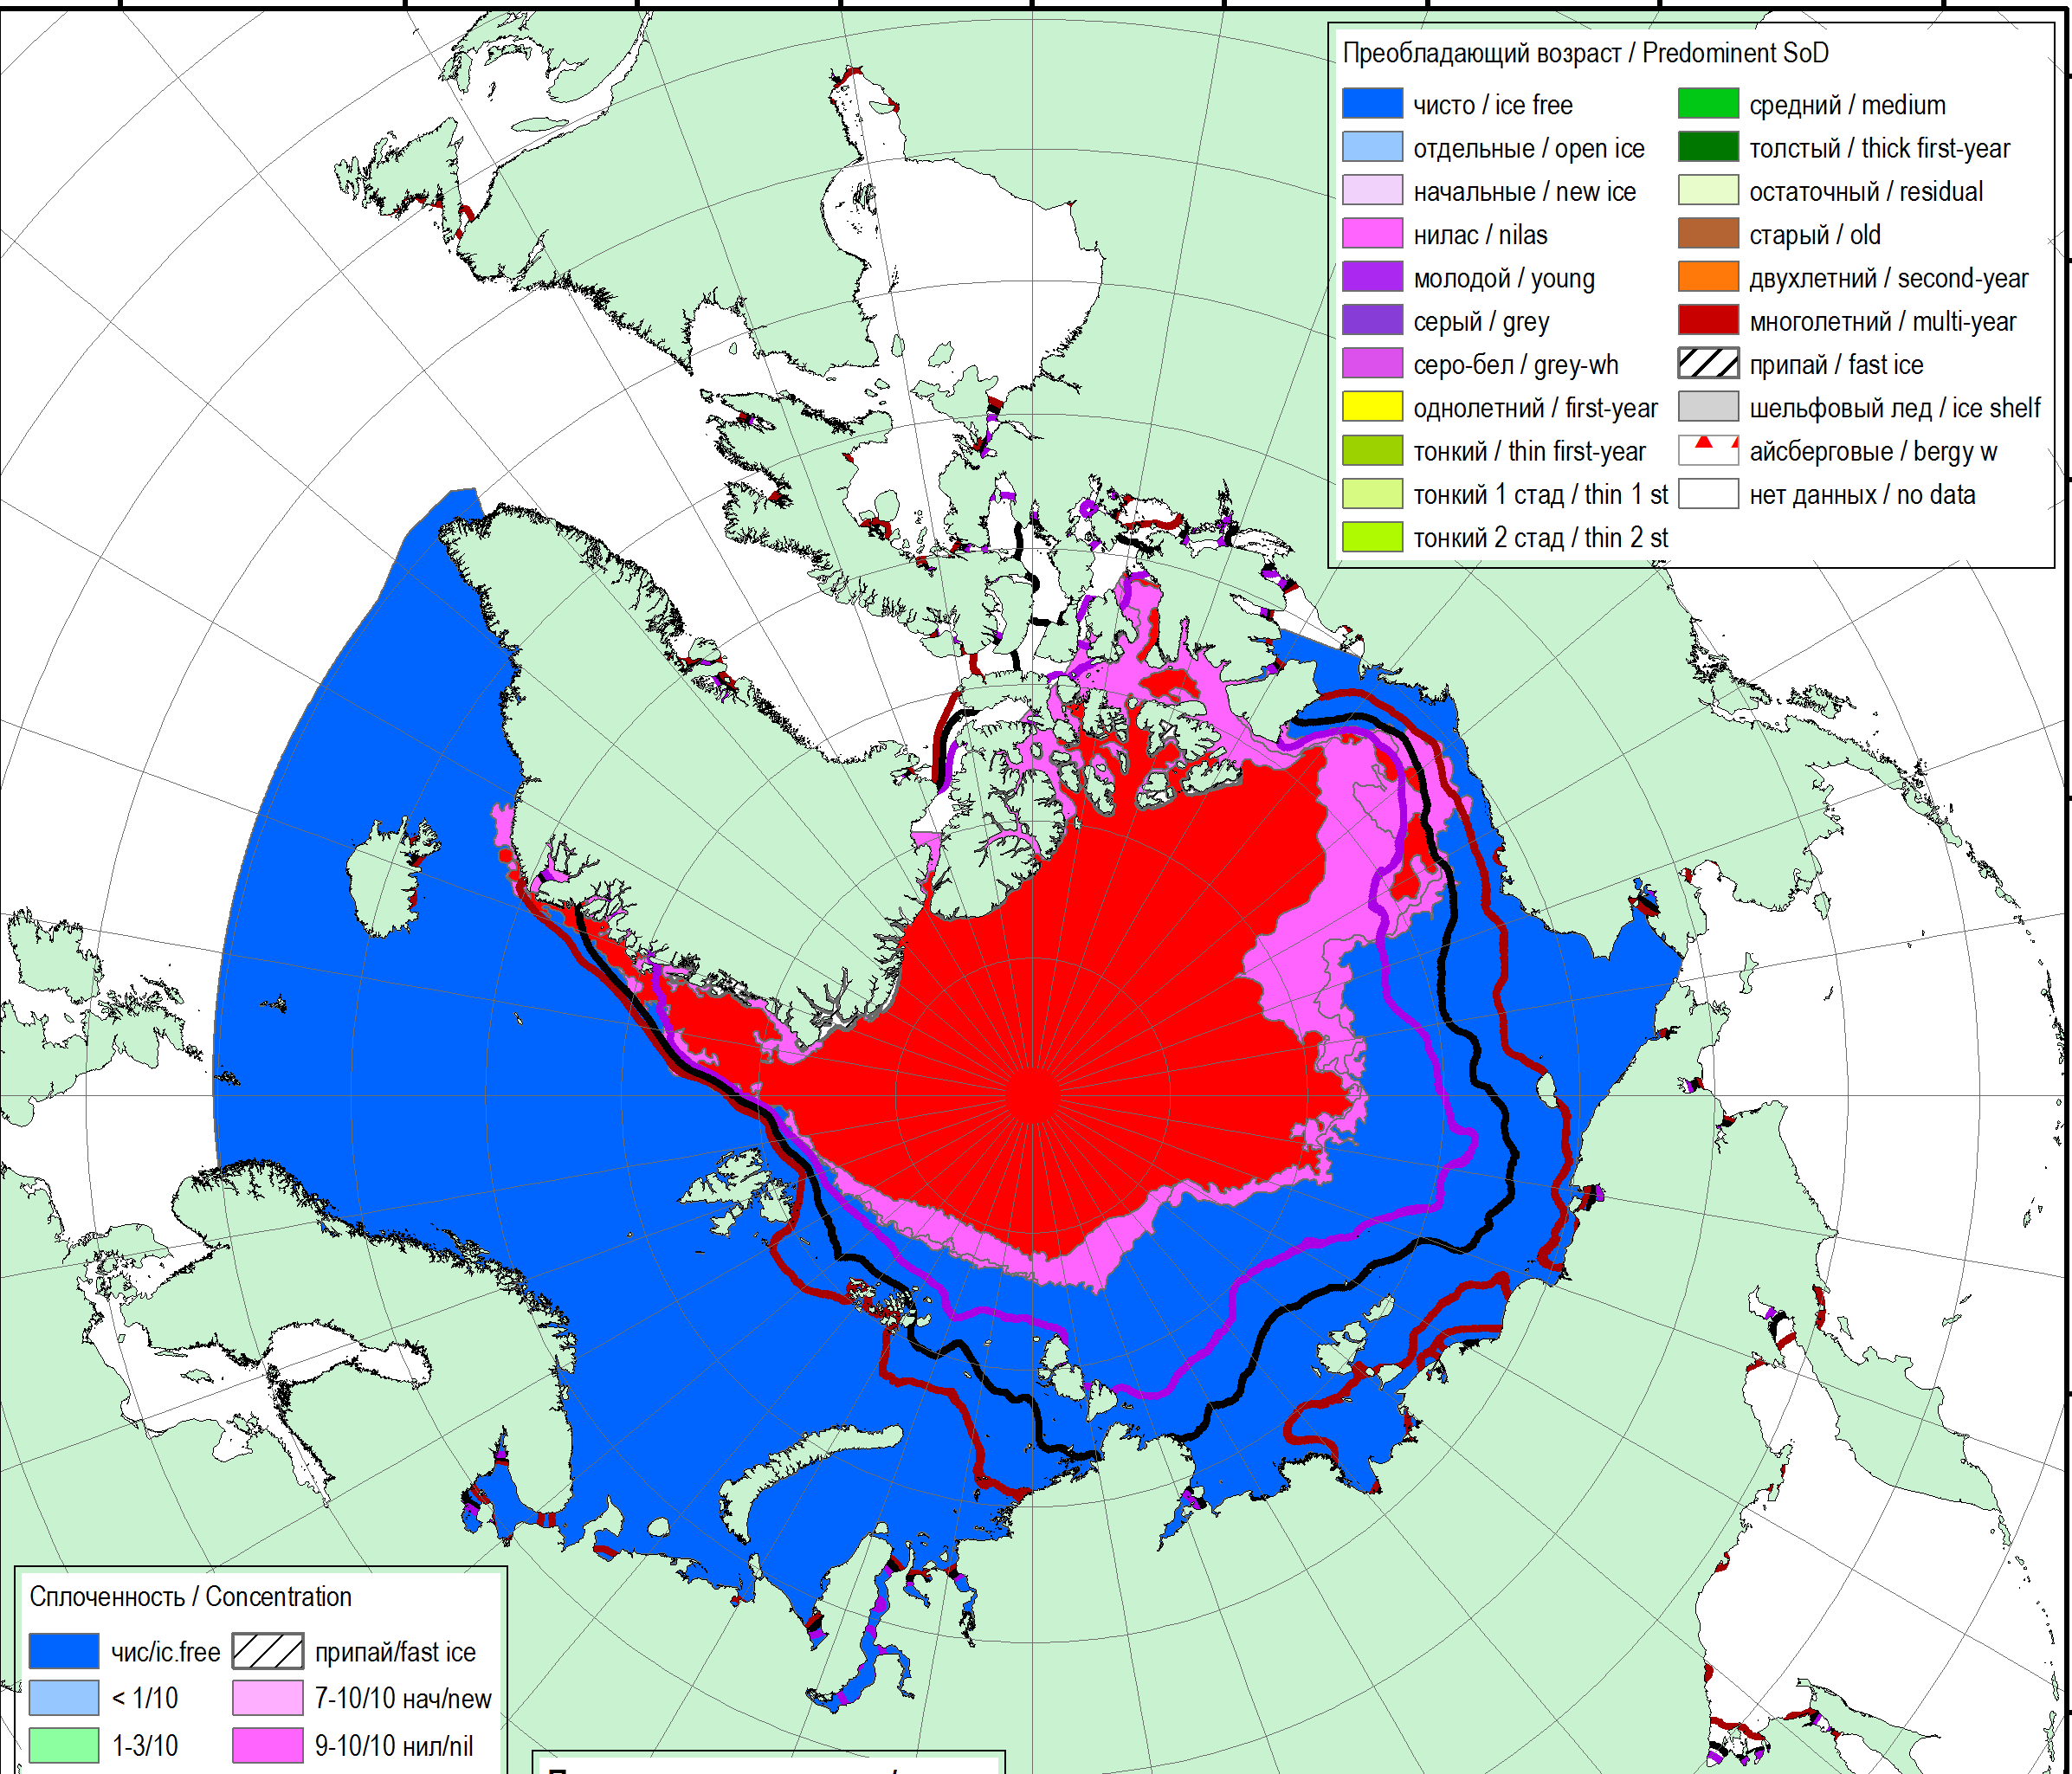 Преобладающий возраст / Predominent SoD
чисто / ice free
отдельные / open ice
начальные / new ice
нилас / nilas
молодой / young
серый / grey
серо-бел / grey-wh
однолетний / first-year
тонкий / thin first-year
тонкий 1 стад / thin 1 st
тонкий 2 стад / thin 2 st
средний / medium
толстый / thick first-year
остаточный / residual
старый / old
двухлетний / second-year
многолетний / multi-year
припай / fast ice
шельфовый лед / ice shelf
айсберговые / bergy w
нет данных / no data
Сплоченность / Concentration
чис/ic.free
< 1/10
1-3/10
припай/fast ice
7-10/10 нач/new
9-10/10 нил/nil